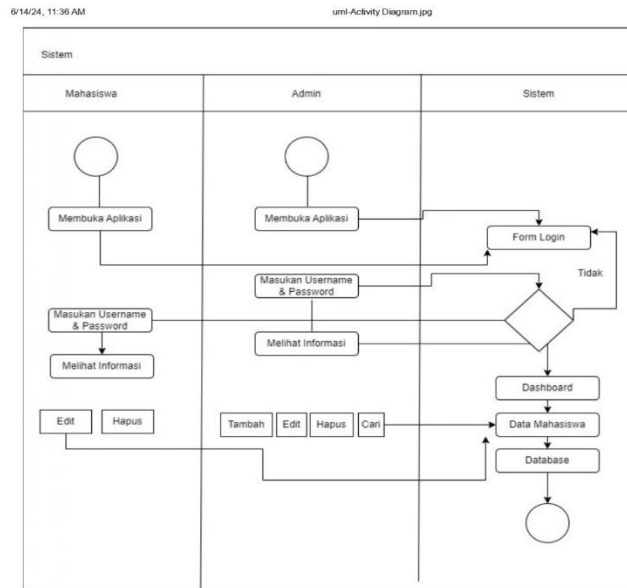 6/14/24, 11:36 AM
uml-Activity Diagram.jpg
Sistem
Mahasiswa
Admin
Sistem
Membuka Aplikasi
Membuka Aplikasi
Form Login
Tidak
Masukan Username
& Password
Masukan Username
& Password
Melihat Informasi
Melihat Informasi
Dashboard
Edit
Hapus
Tambah
Edit
Hapus
Cari
Data Mahasiswa
Database